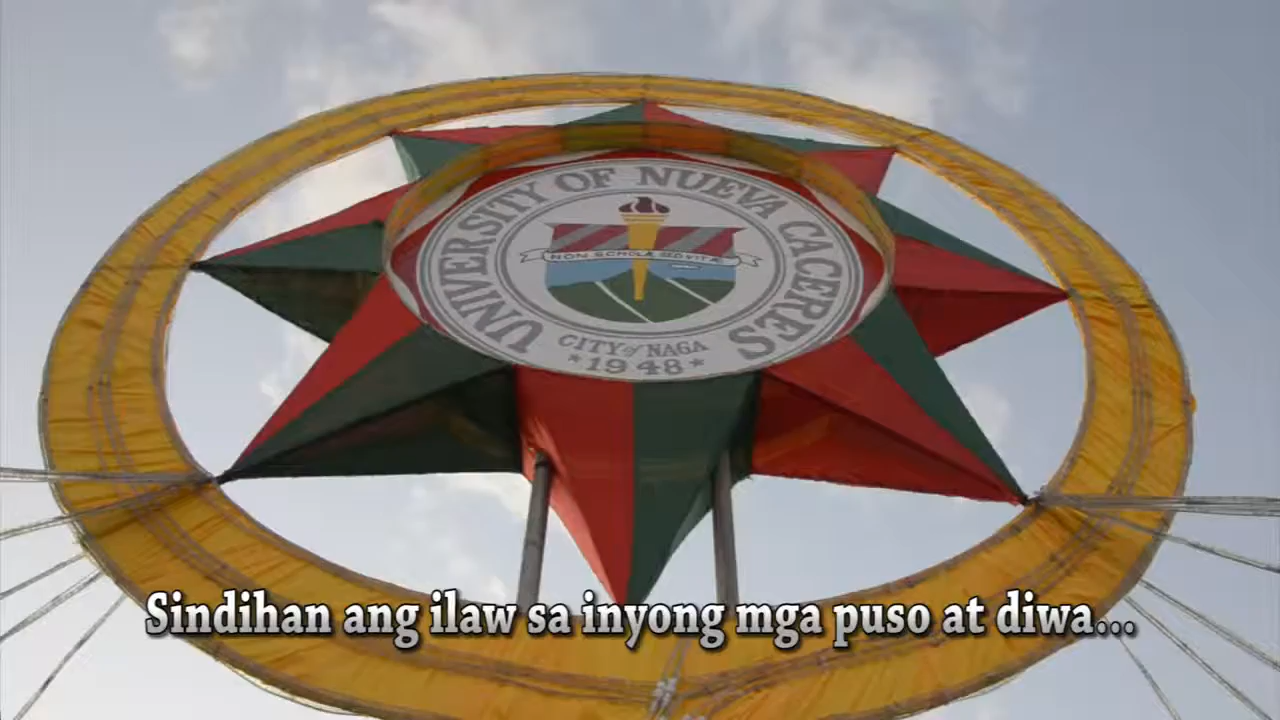 UNIVERSITY OF NUEVA CACERES
NON SCHOLÆ SED VITÆ
CITY of NAGA
*1948*
Sindihan ang ilaw sa inyong mga puso at diwa...